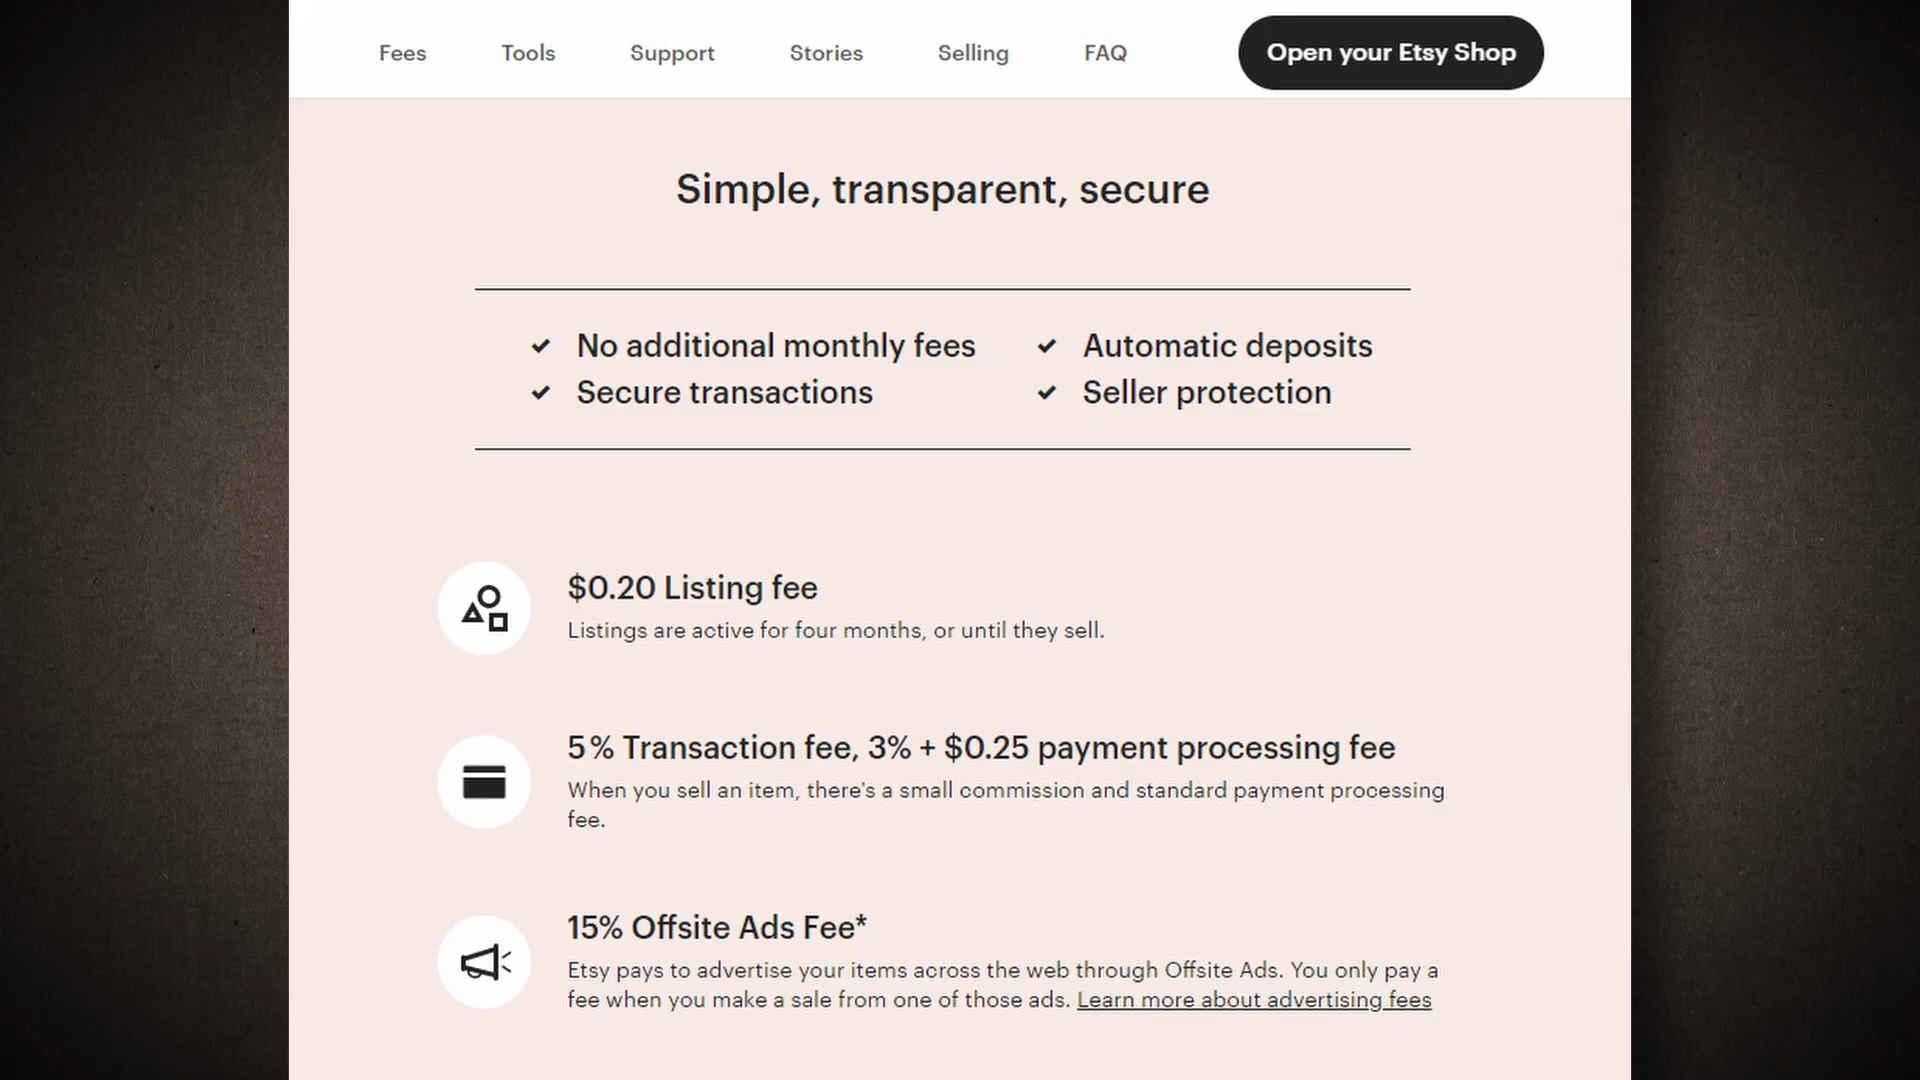 Fees Tools Support Stories Selling FAQ Open your Etsy Shop
Simple, transparent, secure
No additional monthly fees
Automatic deposits
Secure transactions
Seller protection
$0.20 Listing fee
Listings are active for four months, or until they sell.
5% Transaction fee, 3% + $0.25 payment processing fee
When you sell an item, there's a small commission and standard payment processing
fee.
15% Offsite Ads Fee*
Etsy pays to advertise your items across the web through Offsite Ads. You only pay a
fee when you make a sale from one of those ads. Learn more about advertising fees